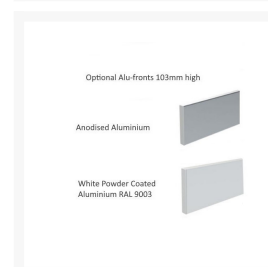 Optional Alu-fronts 103mm high
Anodised Aluminium
White Powder Coated
Aluminium RAL 9003